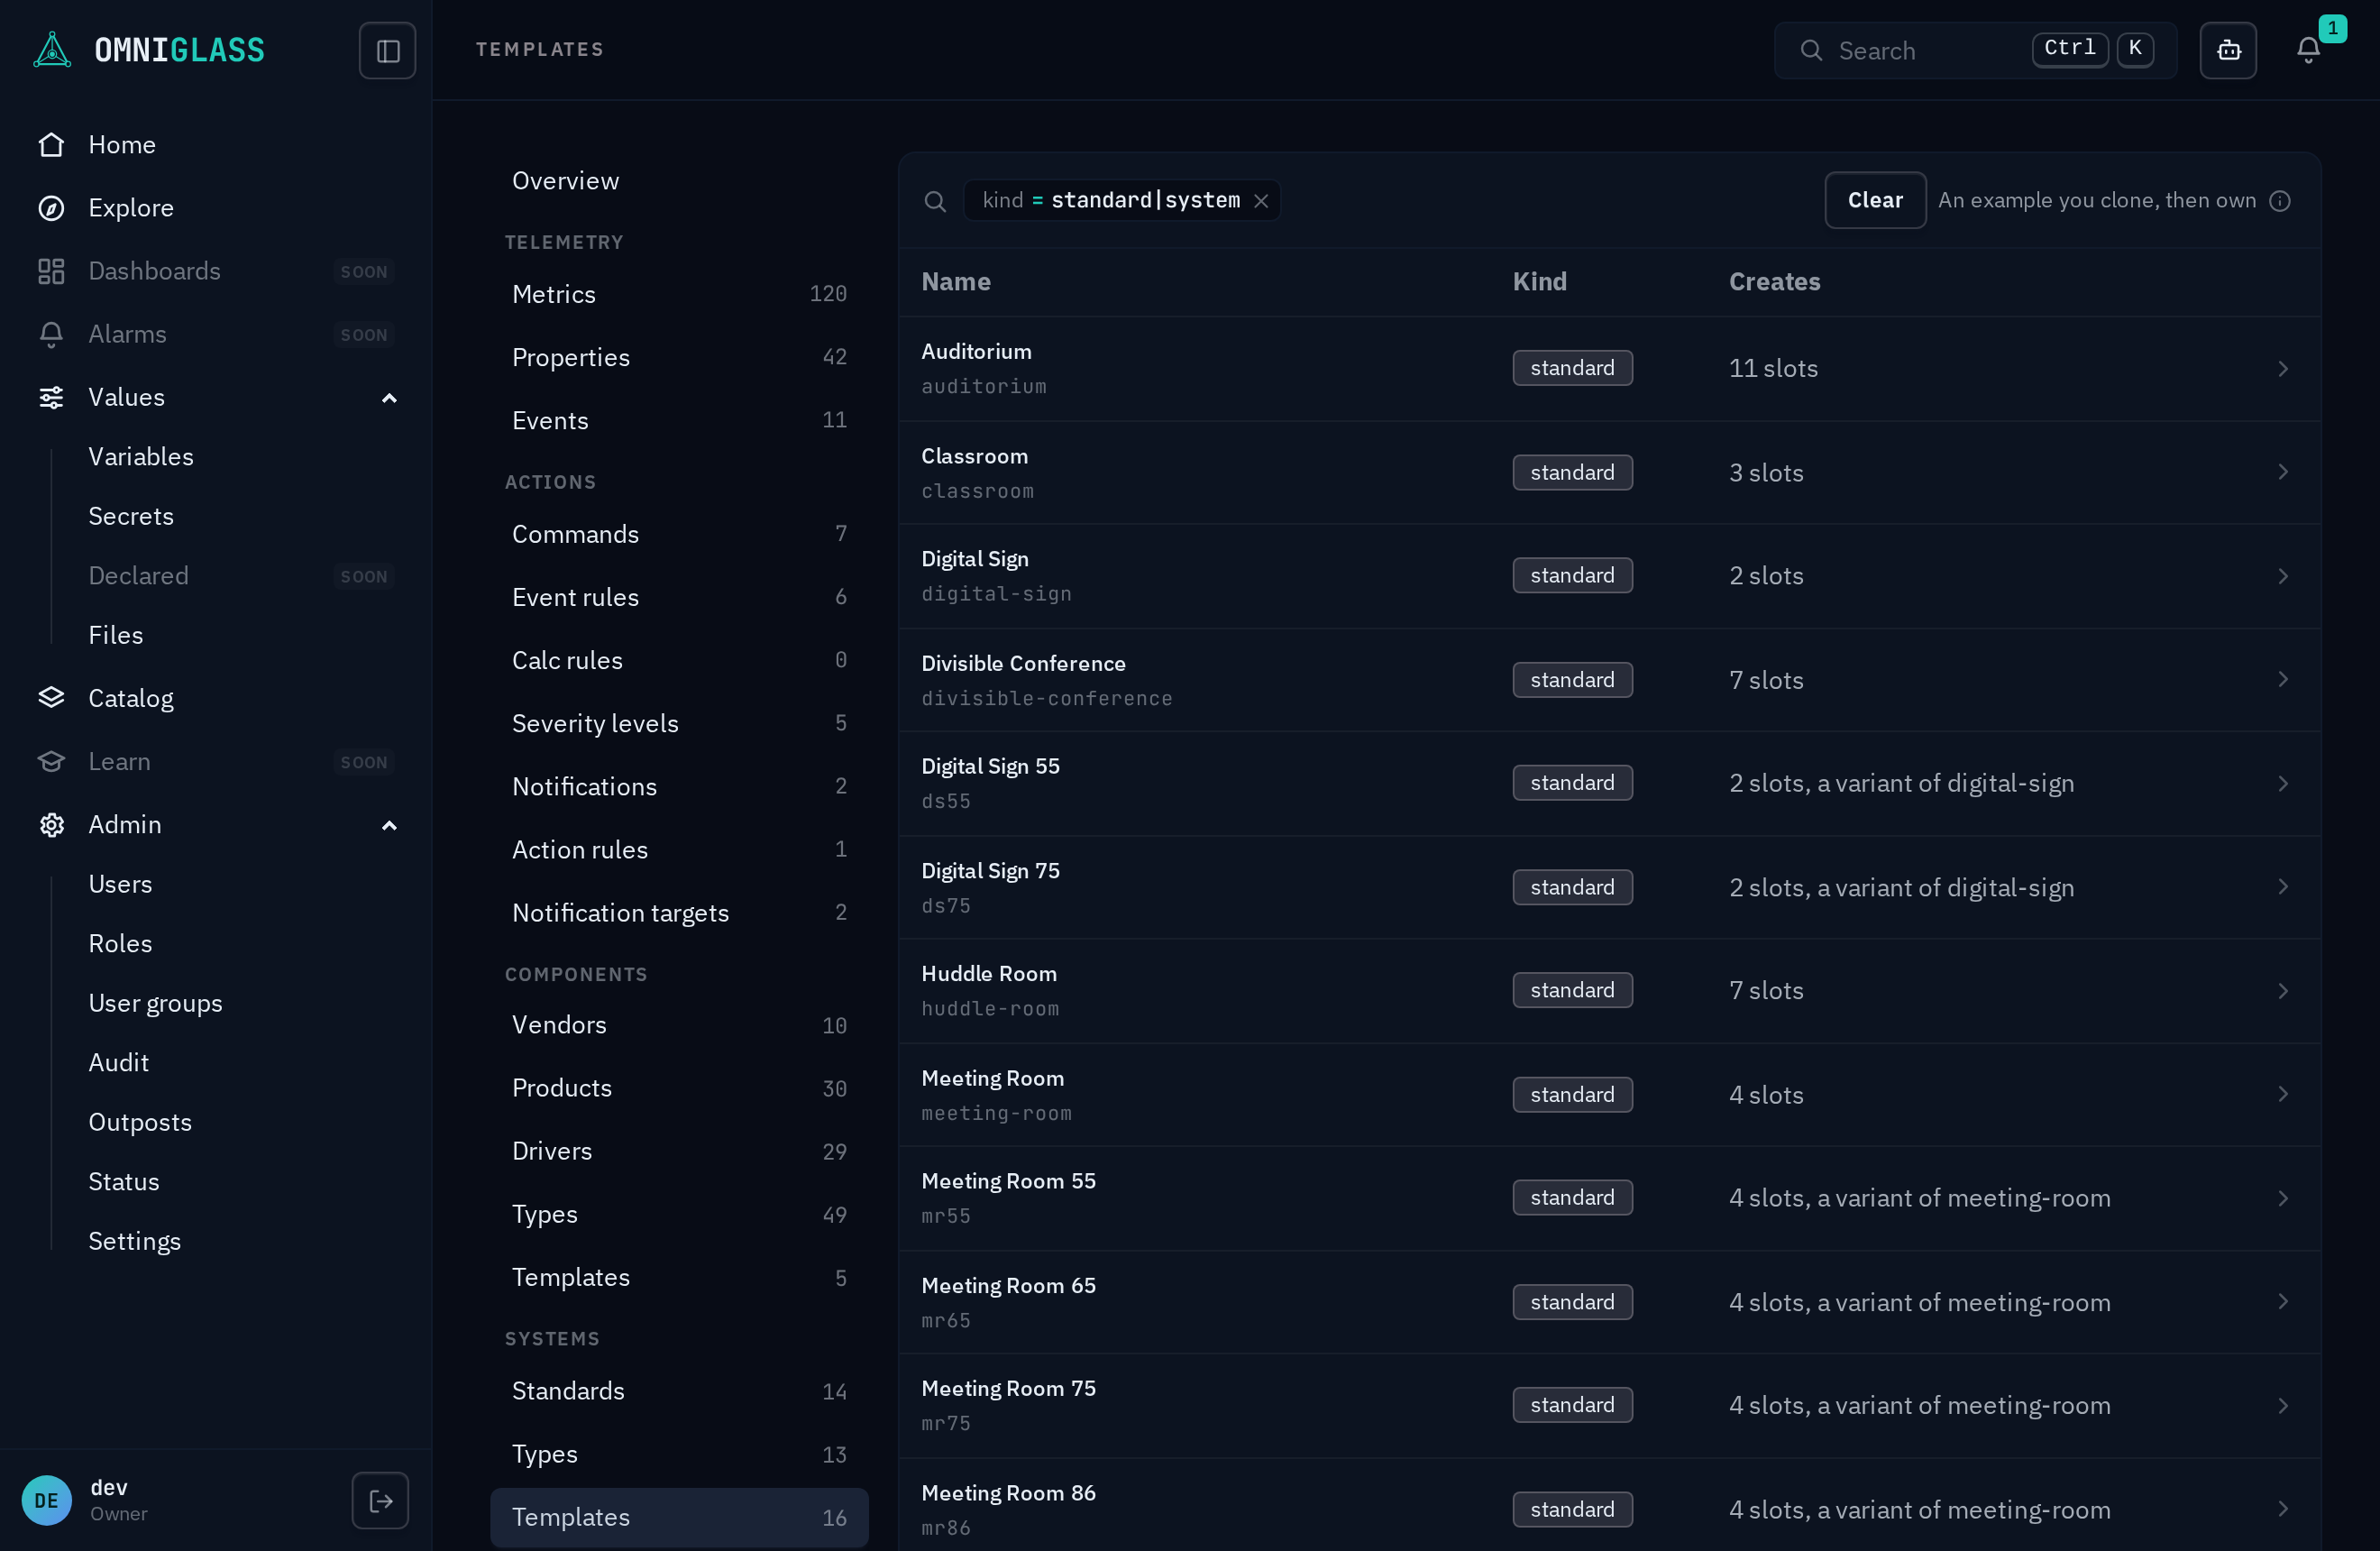 OMNIGLASS
Home
Explore
Dashboards SOON
Alarms SOON
Values
Variables
Secrets
Declared SOON
Files
Catalog
Learn SOON
Admin
Users
Roles
User groups
Audit
Outposts
Status
Settings
DE
dev
Owner
TEMPLATES
Search Ctrl K
1
Overview
TELEMETRY
Metrics 120
Properties 42
Events 11
ACTIONS
Commands 7
Event rules 6
Calc rules 0
Severity levels 5
Notifications 2
Action rules 1
Notification targets 2
COMPONENTS
Vendors 10
Products 30
Drivers 29
Types 49
Templates 5
SYSTEMS
Standards 14
Types 13
Templates 16
kind = standard|system
Clear An example you clone, then own
Name Kind Creates
Auditorium
auditorium
standard
11 slots
Classroom
classroom
standard
3 slots
Digital Sign
digital-sign
standard
2 slots
Divisible Conference
divisible-conference
standard
7 slots
Digital Sign 55
ds55
standard
2 slots, a variant of digital-sign
Digital Sign 75
ds75
standard
2 slots, a variant of digital-sign
Huddle Room
huddle-room
standard
7 slots
Meeting Room
meeting-room
standard
4 slots
Meeting Room 55
mr55
standard
4 slots, a variant of meeting-room
Meeting Room 65
mr65
standard
4 slots, a variant of meeting-room
Meeting Room 75
mr75
standard
4 slots, a variant of meeting-room
Meeting Room 86
mr86
standard
4 slots, a variant of meeting-room